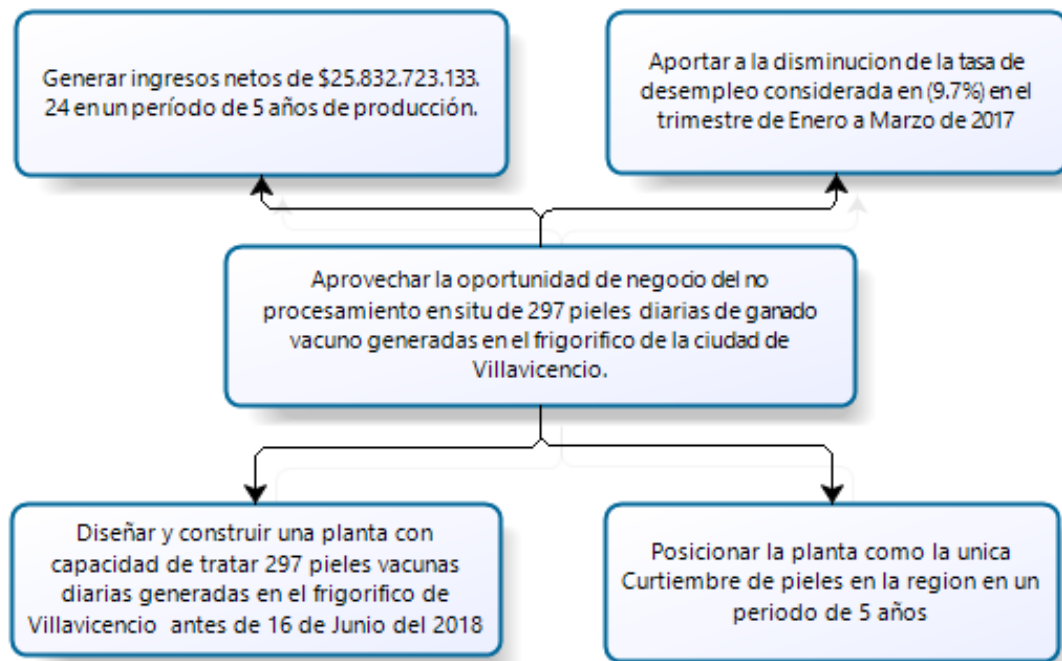 Generar ingresos netos de $25.832.723.133.
24 en un período de 5 años de producción.
Aportar a la disminucion de la tasa de
desempleo considerada en (9.7%) en el
trimestre de Enero a Marzo de 2017
Aprovechar la oportunidad de negocio del no
procesamiento en situ de 297 pieles diarias de ganado
vacuno generadas en el frigorifico de la ciudad de
Villavicencio.
Diseñar y construir una planta con
capacidad de tratar 297 pieles vacunas
diarias generadas en el frigorifico de
Villavicencio antes de 16 de Junio del 2018
Posicionar la planta como la unica
Curtiembre de pieles en la region en un
periodo de 5 años